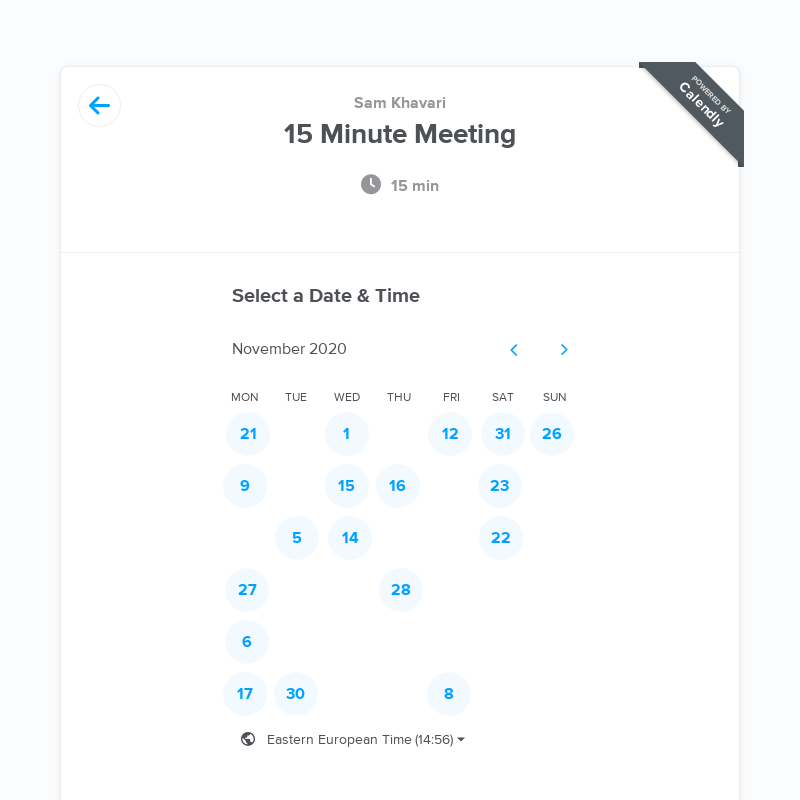 POWERED BY
Calendly
Sam Khavari
15 Minute Meeting
15 min
Select a Date & Time
November 2020
MON TUE WED THU FRI SAT SUN
21 1 12 31 26
9 15 16 23
5 14 22
27 28
6
17 30 8
Eastern European Time (14:56)